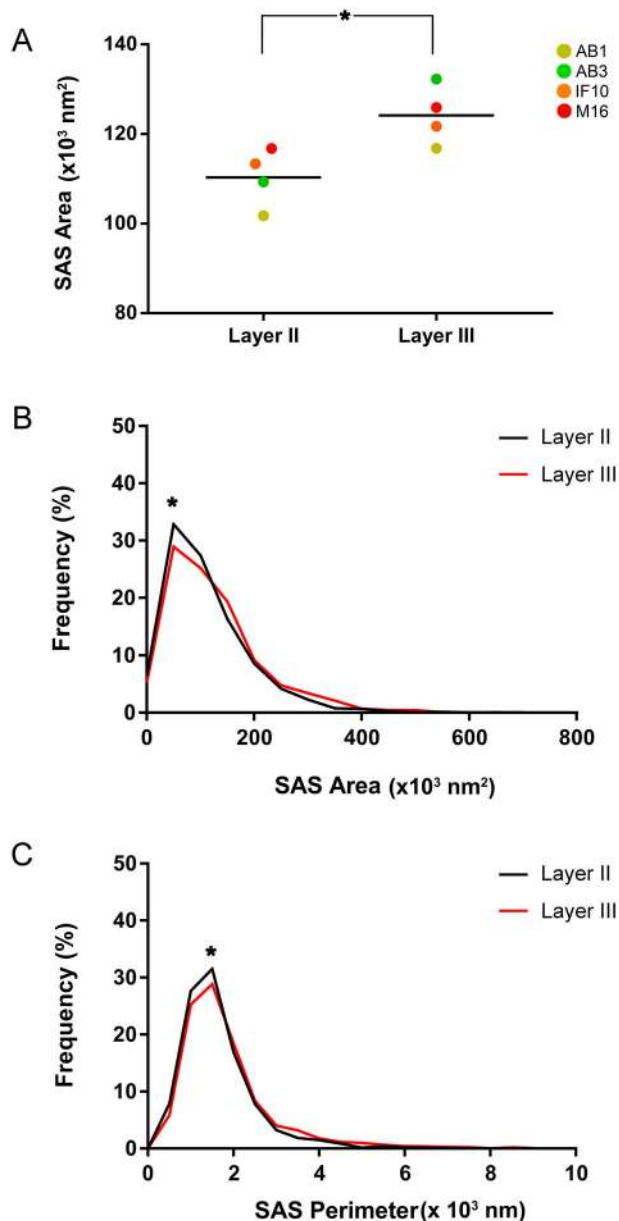 A
*
140
120
100
80
SAS Area (x10³ nm²)
Layer II
Layer III
AB1
AB3
IF10
M16
B
50
40
30
20
10
0
Frequency (%)
*
Layer II
Layer III
0
200
400
600
800
SAS Area (x10³ nm²)
C
50
40
30
20
10
0
Frequency (%)
*
Layer II
Layer III
0
2
4
6
8
10
SAS Perimeter(x 10³ nm)